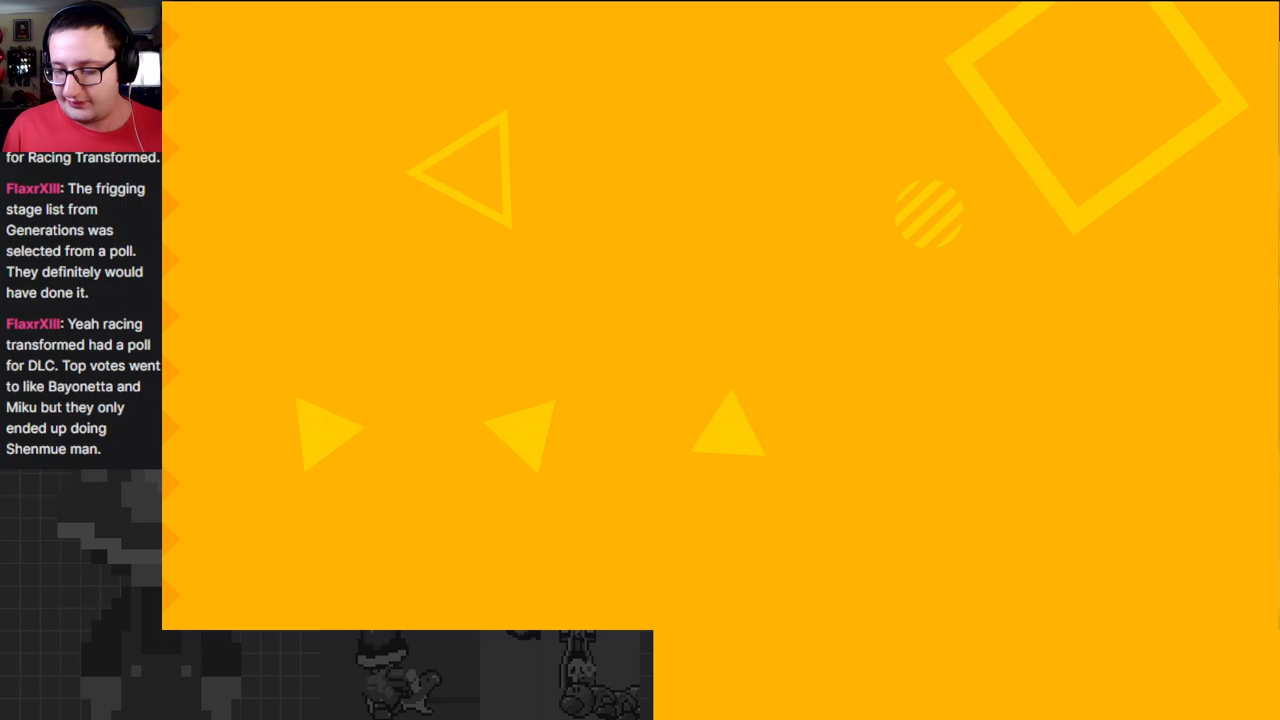 for Racing Transformed.
FlaxrXIII: The frigging
stage list from
Generations was
selected from a poll.
They definitely would
have done it.
FlaxrXIII: Yeah racing
transformed had a poll
for DLC. Top votes went
to like Bayonetta and
Miku but they only
ended up doing
Shenmue man.